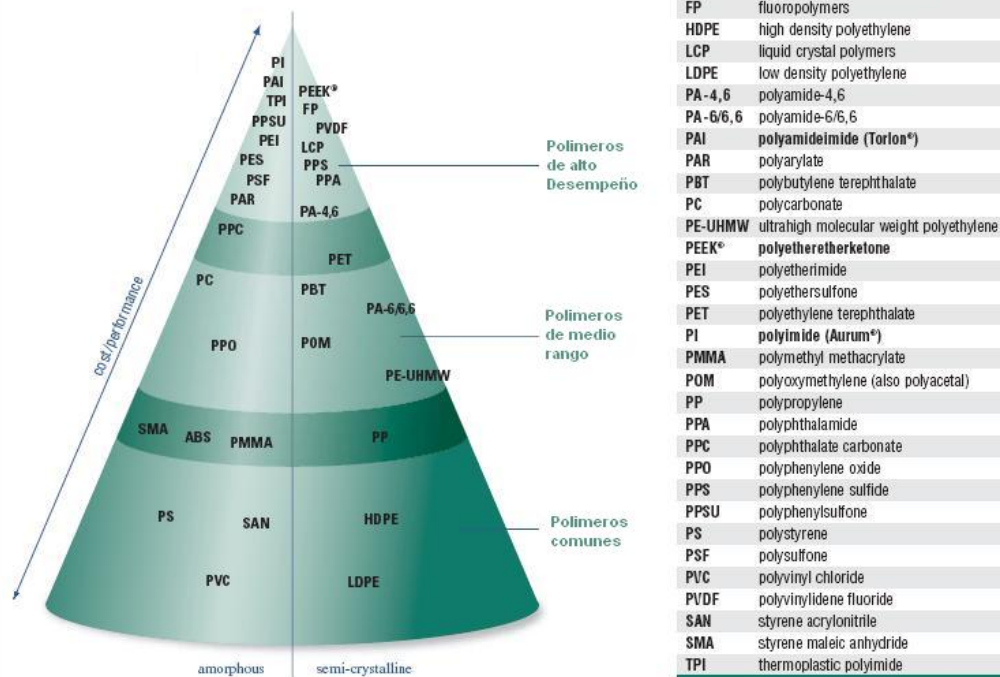 PI
PAI
TPI
PPSU
PEI
PES
PSF
PAR
PEEK®
FP
PVDF
LCP
PPS
PPA
PA-4,6
PPC
PET
PC
PBT
PA-6/6,6
PPO
POM
PE-UHMW
SMA
ABS
PMMA
PP
PS
SAN
HDPE
PVC
LDPE
cost/performance
amorphous
semi-crystalline
Polimeros
de alto
Desempeño
Polimeros
de medio
rango
Polimeros
comunes
FP fluoropolymers
HDPE high density polyethylene
LCP liquid crystal polymers
LDPE low density polyethylene
PA-4,6 polyamide-4,6
PA-6/6,6 polyamide-6/6,6
PAI polyamideimide (Torlon®)
PAR polyarylate
PBT polybutylene terephthalate
PC polycarbonate
PE-UHMW ultrahigh molecular weight polyethylene
PEEK® polyetheretherketone
PEI polyetherimide
PES polyethersulfone
PET polyethylene terephthalate
PI polyimide (Aurum®)
PMMA polymethyl methacrylate
POM polyoxymethylene (also polyacetal)
PP polypropylene
PPA polyphthalamide
PPC polyphthalate carbonate
PPO polyphenylene oxide
PPS polyphenylene sulfide
PPSU polyphenylsulfone
PS polystyrene
PSF polysulfone
PVC polyvinyl chloride
PVDF polyvinylidene fluoride
SAN styrene acrylonitrile
SMA styrene maleic anhydride
TPI thermoplastic polyimide